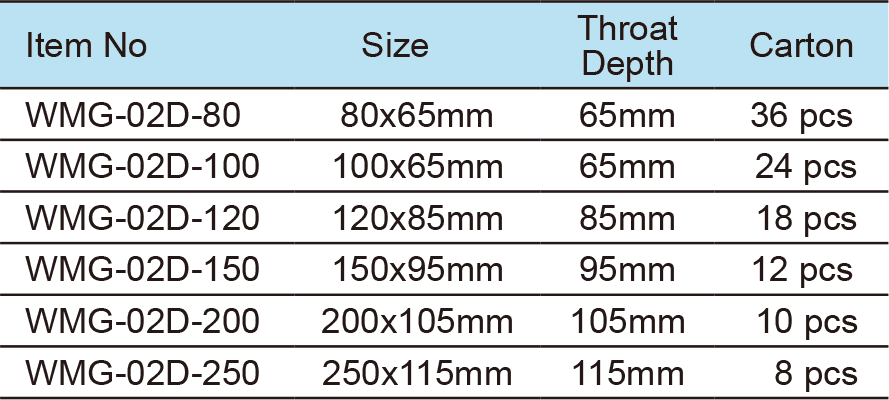 Item No Size Throat Depth Carton
WMG-02D-80 80x65mm 65mm 36 pcs
WMG-02D-100 100x65mm 65mm 24 pcs
WMG-02D-120 120x85mm 85mm 18 pcs
WMG-02D-150 150x95mm 95mm 12 pcs
WMG-02D-200 200x105mm 105mm 10 pcs
WMG-02D-250 250x115mm 115mm 8 pcs